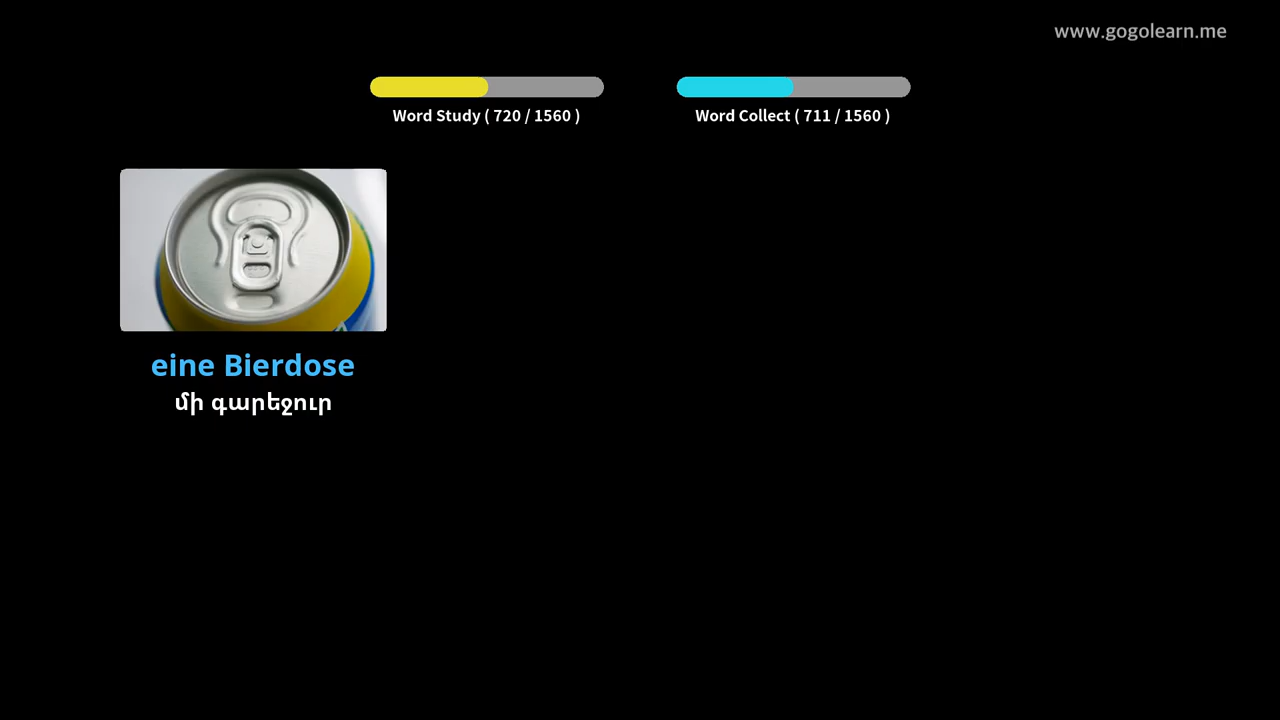 www.gogolearn.me
Word Study ( 720 / 1560 )
Word Collect ( 711 / 1560 )
eine Bierdose
մի գարեջուր